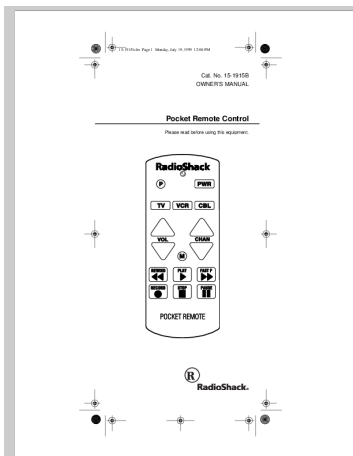 15-1915b.fm Page 1 Monday, July 19, 1999 12:06 PM
Cat. No. 15-1915B
OWNER'S MANUAL
Pocket Remote Control
Please read before using this equipment.
RadioShack
P PWR
TV VCR CBL
VOL CHAN
M
REWIND PLAY FAST F
RECORD STOP PAUSE
POCKET REMOTE
R
RadioShack